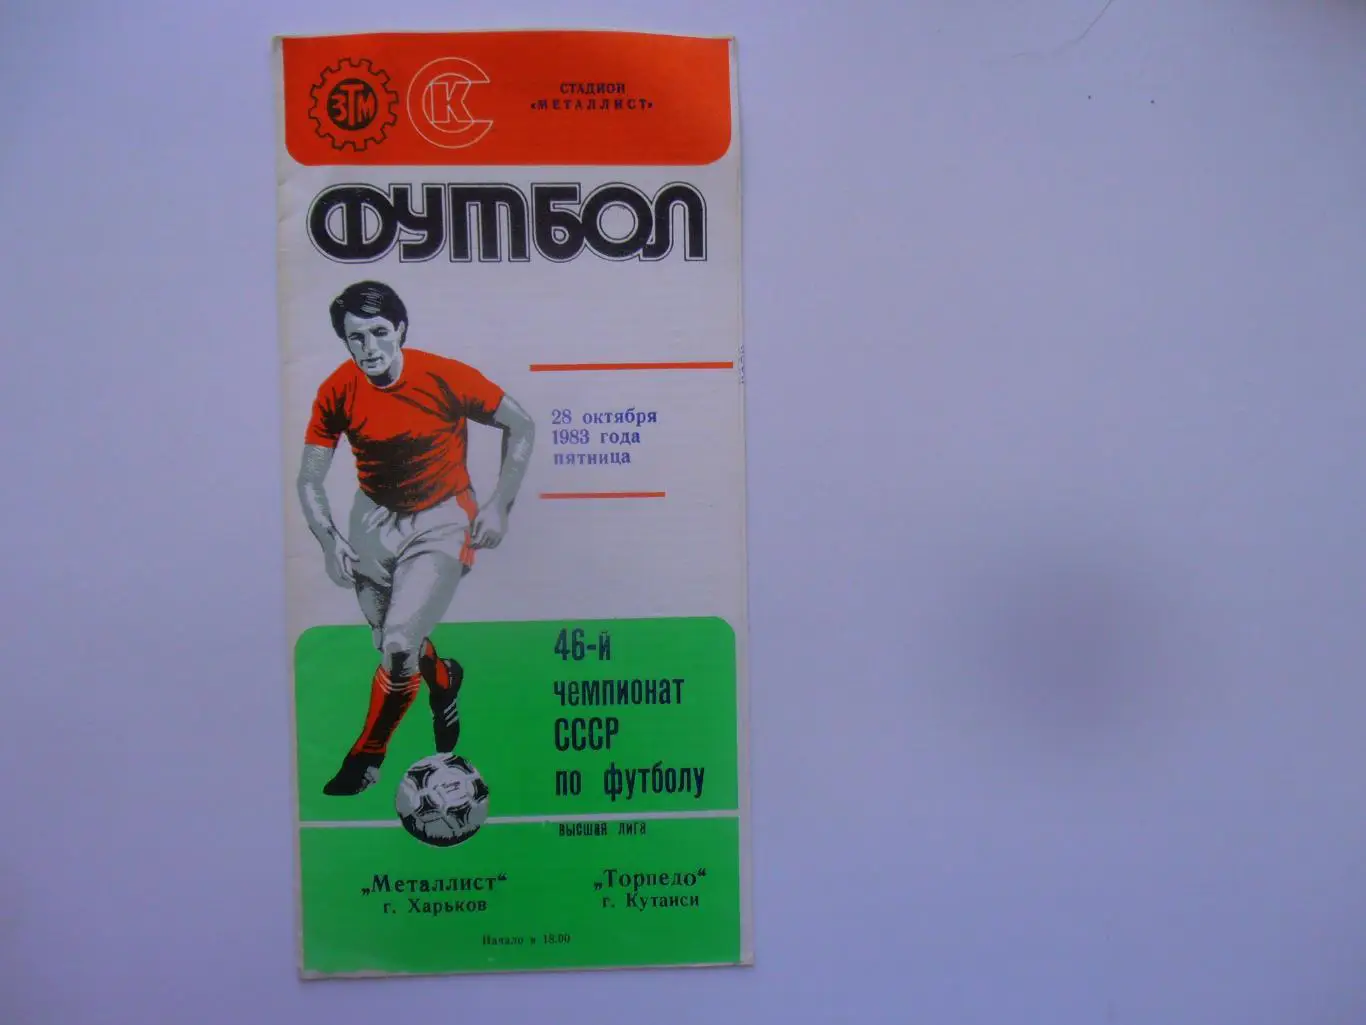 ЗТМ
СК
СТАДИОН
«МЕТАЛЛИСТ»
ФУТБОЛ
28 октября
1983 года
пятница
46-й
чемпионат
СССР
по футболу
высшая лига
„Металлист“
г. Харьков
„Торпедо“
г. Кутаиси
Начало в 18.00